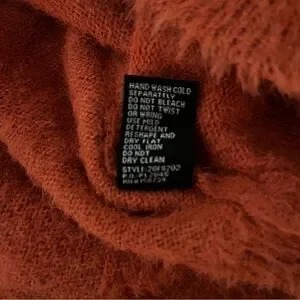 HAND WASH COLD
SEPARATELY
DO NOT BLEACH
DO NOT TWIST
OR WRING
USE MILD
DETERGENT
RESHAPE AND
DRY FLAT
COOL IRON
DO NOT
DRY CLEAN